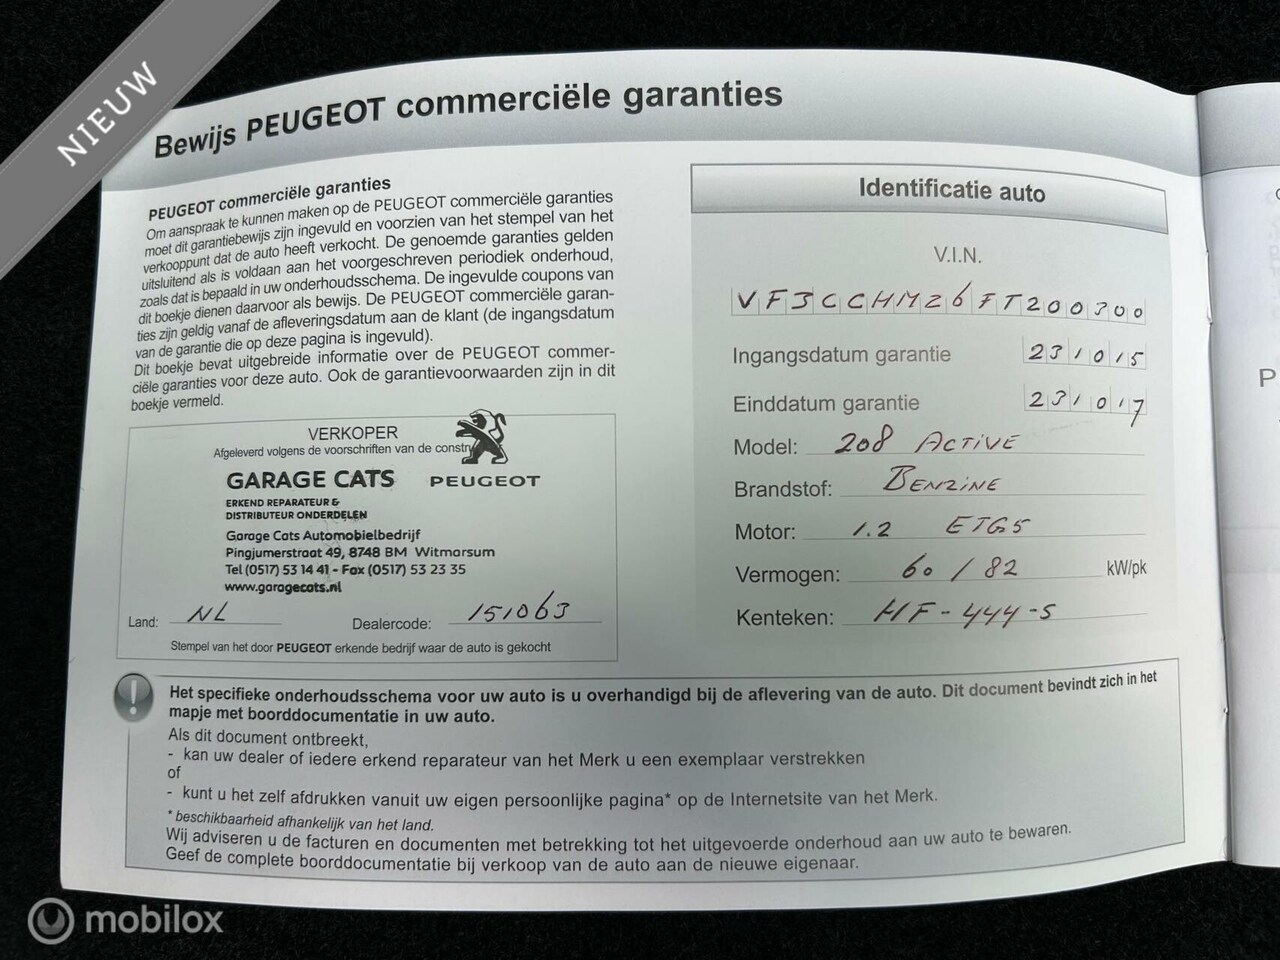 NIEUW
Bewijs PEUGEOT commerciële garanties
PEUGEOT commerciële garanties
Om aanspraak te kunnen maken op de PEUGEOT commerciële garanties
moet dit garantiebewijs zijn ingevuld en voorzien van het stempel van het
verkooppunt dat de auto heeft verkocht. De genoemde garanties gelden
uitsluitend als is voldaan aan het voorgeschreven periodiek onderhoud,
zoals dat is bepaald in uw onderhoudsschema. De ingevulde coupons van
dit boekje dienen daarvoor als bewijs. De PEUGEOT commerciële garan-
ties zijn geldig vanaf de afleveringsdatum aan de klant (de ingangsdatum
van de garantie die op deze pagina is ingevuld).
Dit boekje bevat uitgebreide informatie over de PEUGEOT commer-
ciële garanties voor deze auto. Ook de garantievoorwaarden zijn in dit
boekje vermeld.
VERKOPER
Afgeleverd volgens de voorschriften van de constr
GARAGE CATS PEUGEOT
ERKEND REPARATEUR &
DISTRIBUTEUR ONDERDELEN
Garage Cats Automobielbedrijf
Pingjumerstraat 49, 8748 BM Witmarsum
Tel (0517) 53 14 41 - Fax (0517) 53 23 35
www.garagecats.nl
Land: NL Dealercode: 151063
Stempel van het door PEUGEOT erkende bedrijf waar de auto is gekocht
Identificatie auto
V.I.N.
VF3CCHMZ6FT200300
Ingangsdatum garantie 231015
Einddatum garantie 231017
Model: 208 ACTIVE
Brandstof: BENZINE
Motor: 1.2 ETG5
Vermogen: 60 / 82 kW/pk
Kenteken: HF-444-S
Het specifieke onderhoudsschema voor uw auto is u overhandigd bij de aflevering van de auto. Dit document bevindt zich in het
mapje met boorddocumentatie in uw auto.
Als dit document ontbreekt,
- kan uw dealer of iedere erkend reparateur van het Merk u een exemplaar verstrekken
of
- kunt u het zelf afdrukken vanuit uw eigen persoonlijke pagina* op de Internetsite van het Merk.
* beschikbaarheid afhankelijk van het land.
Wij adviseren u de facturen en documenten met betrekking tot het uitgevoerde onderhoud aan uw auto te bewaren.
Geef de complete boorddocumentatie bij verkoop van de auto aan de nieuwe eigenaar.
P
mobilox